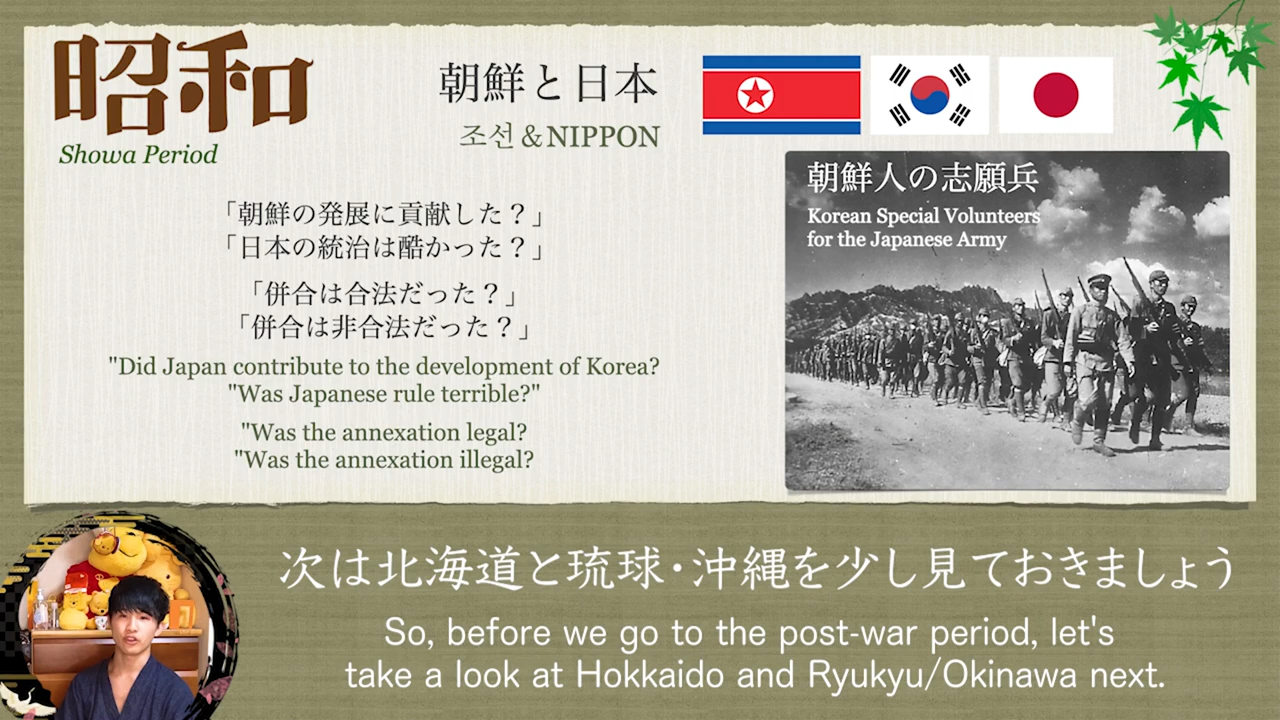 昭和
Showa Period
朝鮮と日本
조선&NIPPON
「朝鮮の発展に貢献した?」
「日本の統治は酷かった?」
「併合は合法だった?」
「併合は非合法だった?」
"Did Japan contribute to the development of Korea?
"Was Japanese rule terrible?"
"Was the annexation legal?
"Was the annexation illegal?
朝鮮人の志願兵
Korean Special Volunteers
for the Japanese Army
次は北海道と琉球・沖縄を少し見ておきましょう
So, before we go to the post-war period, let's
take a look at Hokkaido and Ryukyu/Okinawa next.